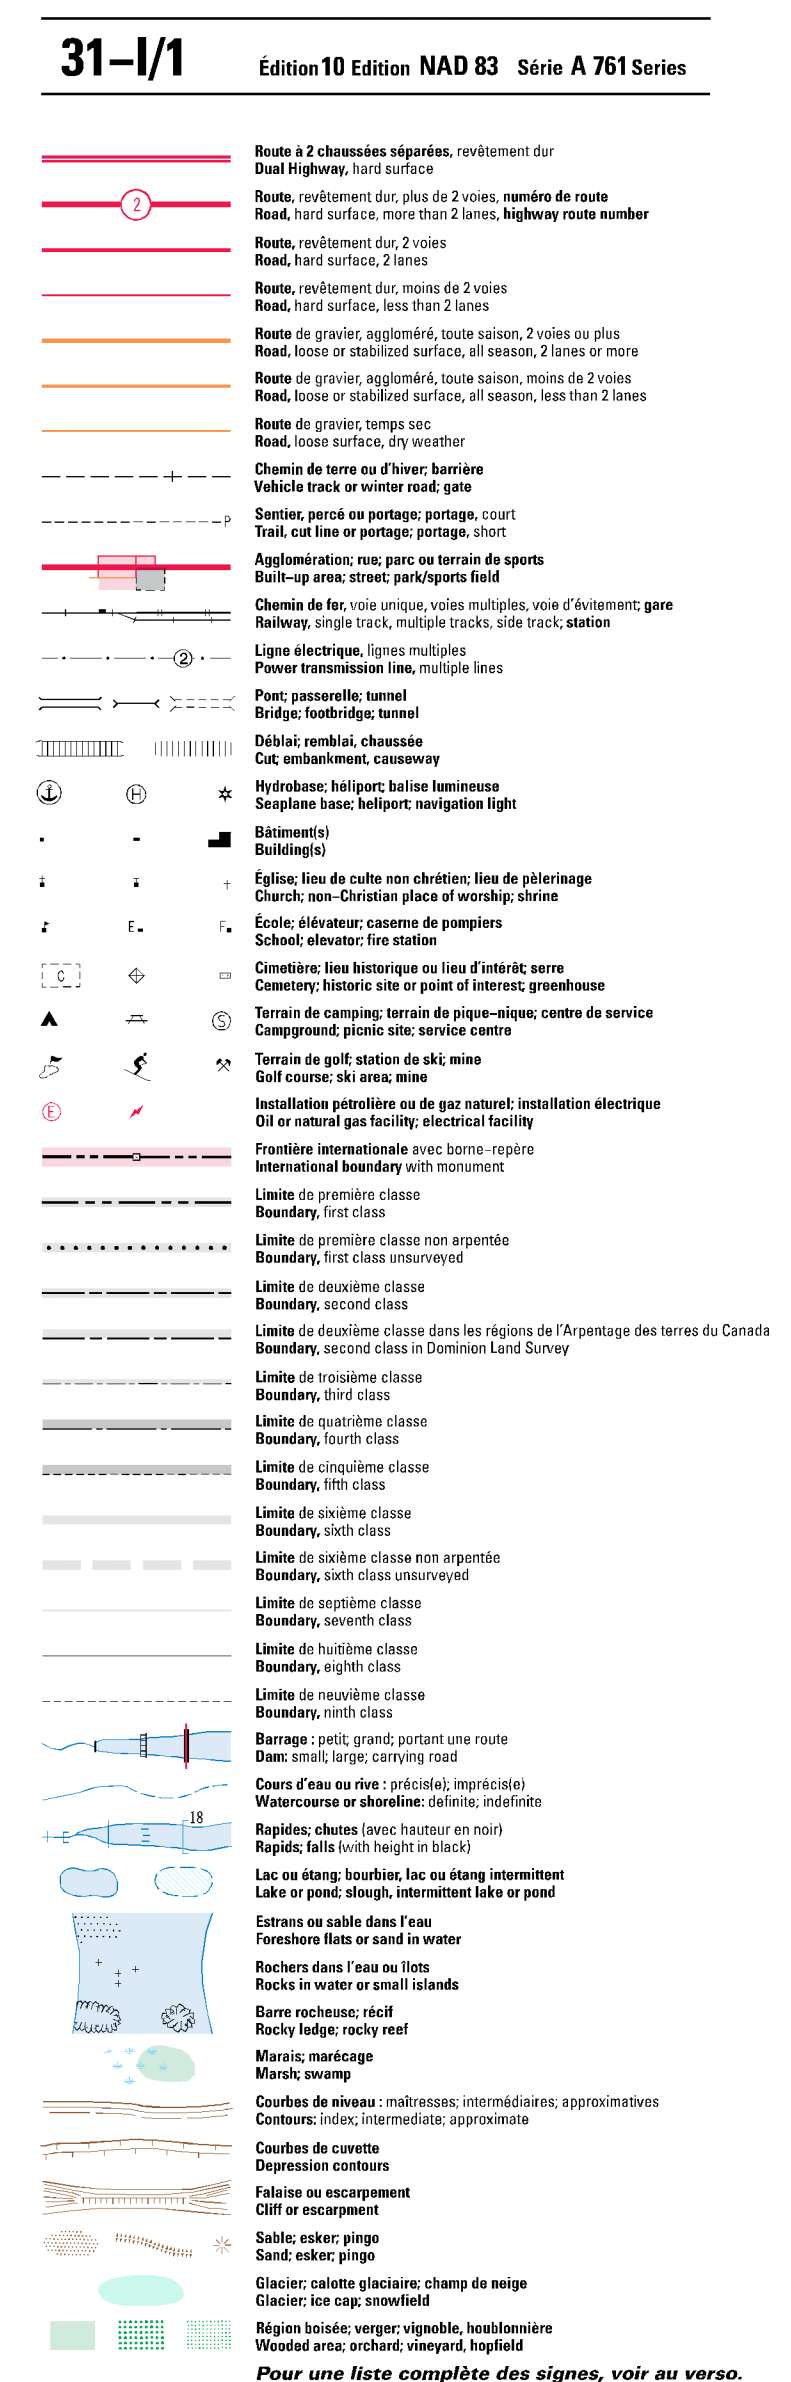 31–I/1 Édition 10 Edition NAD 83 Série A 761 Series
Route à 2 chaussées séparées, revêtement dur
Dual Highway, hard surface
2
Route, revêtement dur, plus de 2 voies, numéro de route
Road, hard surface, more than 2 lanes, highway route number
Route, revêtement dur, 2 voies
Road, hard surface, 2 lanes
Route, revêtement dur, moins de 2 voies
Road, hard surface, less than 2 lanes
Route de gravier, aggloméré, toute saison, 2 voies ou plus
Road, loose or stabilized surface, all season, 2 lanes or more
Route de gravier, aggloméré, toute saison, moins de 2 voies
Road, loose or stabilized surface, all season, less than 2 lanes
Route de gravier, temps sec
Road, loose surface, dry weather
Chemin de terre ou d'hiver; barrière
Vehicle track or winter road; gate
P
Sentier, percé ou portage; portage, court
Trail, cut line or portage; portage, short
Agglomération; rue; parc ou terrain de sports
Built–up area; street; park/sports field
Chemin de fer, voie unique, voies multiples, voie d'évitement; gare
Railway, single track, multiple tracks, side track; station
2
Ligne électrique, lignes multiples
Power transmission line, multiple lines
Pont; passerelle; tunnel
Bridge; footbridge; tunnel
Déblai; remblai, chaussée
Cut; embankment, causeway
H
Hydrobase; héliport; balise lumineuse
Seaplane base; heliport; navigation light
Bâtiment(s)
Building(s)
Église; lieu de culte non chrétien; lieu de pèlerinage
Church; non–Christian place of worship; shrine
E F
École; élévateur; caserne de pompiers
School; elevator; fire station
C
Cimetière; lieu historique ou lieu d'intérêt; serre
Cemetery; historic site or point of interest; greenhouse
S
Terrain de camping; terrain de pique–nique; centre de service
Campground; picnic site; service centre
Terrain de golf; station de ski; mine
Golf course; ski area; mine
E
Installation pétrolière ou de gaz naturel; installation électrique
Oil or natural gas facility; electrical facility
Frontière internationale avec borne–repère
International boundary with monument
Limite de première classe
Boundary, first class
Limite de première classe non arpentée
Boundary, first class unsurveyed
Limite de deuxième classe
Boundary, second class
Limite de deuxième classe dans les régions de l'Arpentage des terres du Canada
Boundary, second class in Dominion Land Survey
Limite de troisième classe
Boundary, third class
Limite de quatrième classe
Boundary, fourth class
Limite de cinquième classe
Boundary, fifth class
Limite de sixième classe
Boundary, sixth class
Limite de sixième classe non arpentée
Boundary, sixth class unsurveyed
Limite de septième classe
Boundary, seventh class
Limite de huitième classe
Boundary, eighth class
Limite de neuvième classe
Boundary, ninth class
Barrage : petit; grand; portant une route
Dam: small; large; carrying road
Cours d'eau ou rive : précis(e); imprécis(e)
Watercourse or shoreline: definite; indefinite
18
Rapides; chutes (avec hauteur en noir)
Rapids; falls (with height in black)
Lac ou étang; bourbier, lac ou étang intermittent
Lake or pond; slough, intermittent lake or pond
Estrans ou sable dans l'eau
Foreshore flats or sand in water
Rochers dans l'eau ou îlots
Rocks in water or small islands
Barre rocheuse; récif
Rocky ledge; rocky reef
Marais; marécage
Marsh; swamp
Courbes de niveau : maîtresses; intermédiaires; approximatives
Contours: index; intermediate; approximate
Courbes de cuvette
Depression contours
Falaise ou escarpement
Cliff or escarpment
Sable; esker; pingo
Sand; esker; pingo
Glacier; calotte glaciaire; champ de neige
Glacier; ice cap; snowfield
Région boisée; verger; vignoble, houblonnière
Wooded area; orchard; vineyard, hopfield
Pour une liste complète des signes, voir au verso.